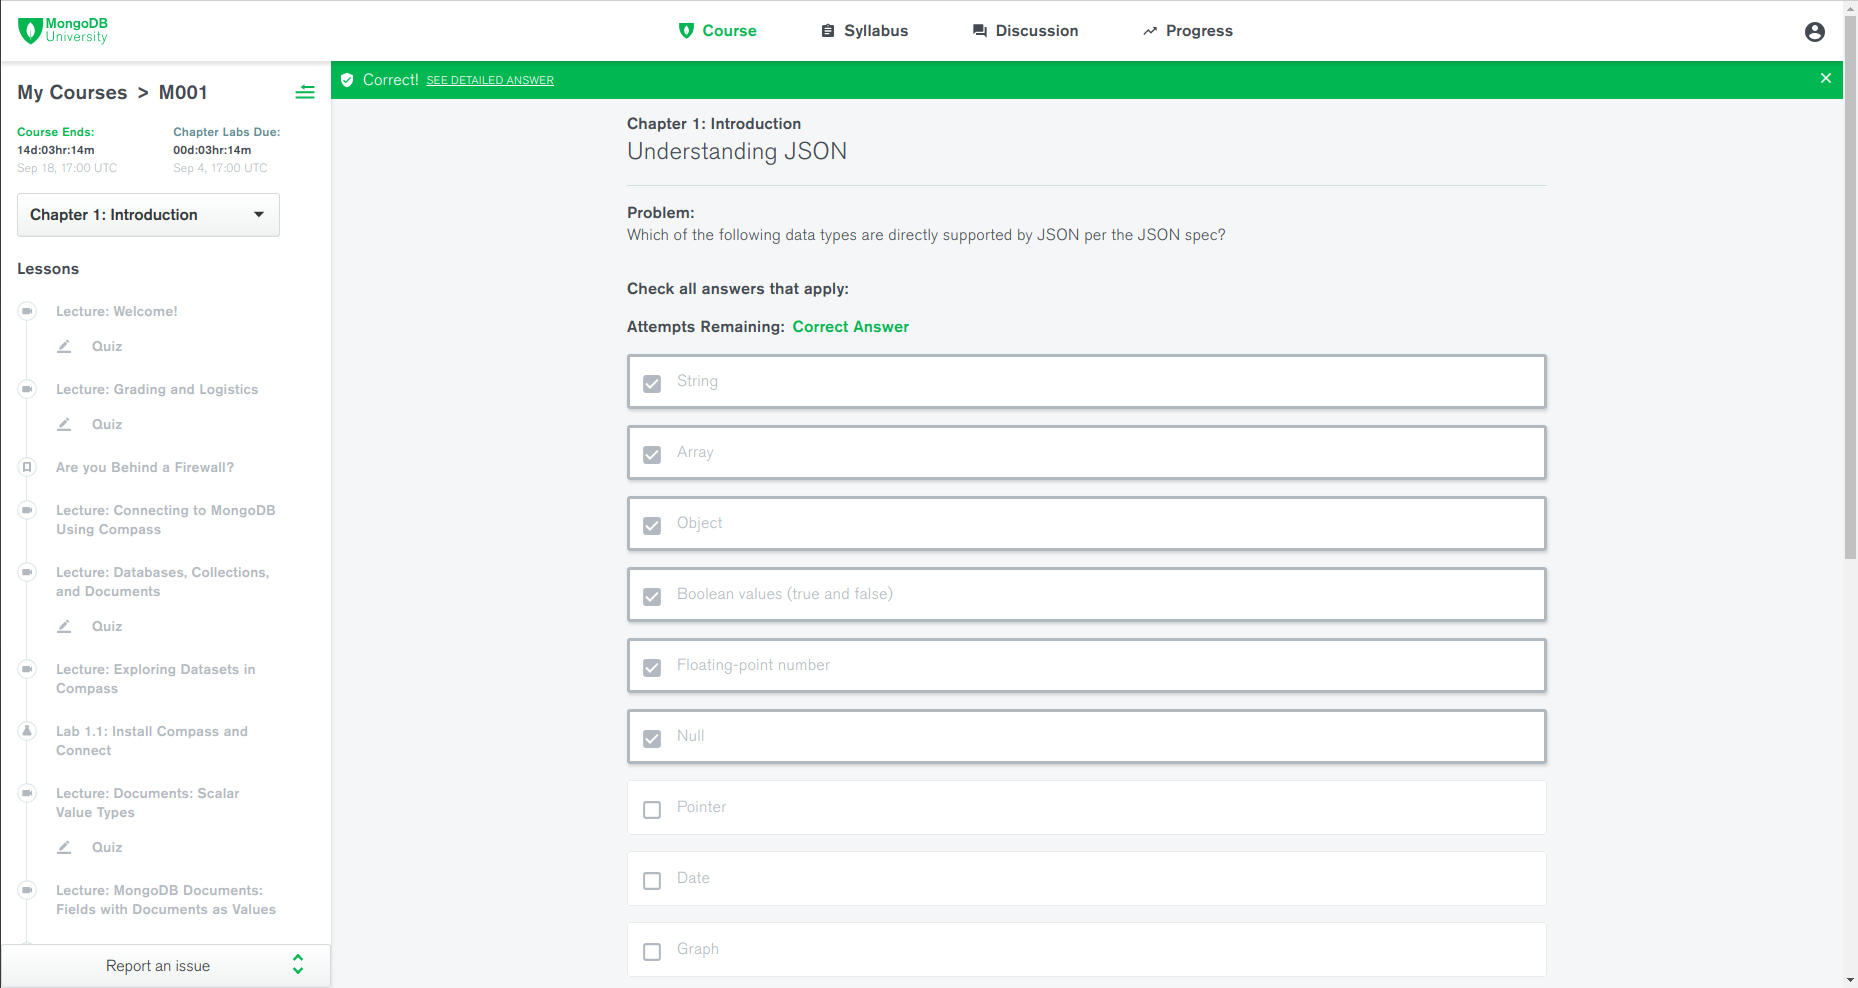 MongoDB
University
Course
Syllabus
Discussion
Progress
My Courses > M001
Course Ends:
14d:03hr:14m
Sep 18, 17:00 UTC
Chapter Labs Due:
00d:03hr:14m
Sep 4, 17:00 UTC
Chapter 1: Introduction
Lessons
Lecture: Welcome!
Quiz
Lecture: Grading and Logistics
Quiz
Are you Behind a Firewall?
Lecture: Connecting to MongoDB
Using Compass
Lecture: Databases, Collections,
and Documents
Quiz
Lecture: Exploring Datasets in
Compass
Lab 1.1: Install Compass and
Connect
Lecture: Documents: Scalar
Value Types
Quiz
Lecture: MongoDB Documents:
Fields with Documents as Values
Report an issue
Correct! SEE DETAILED ANSWER
Chapter 1: Introduction
Understanding JSON
Problem:
Which of the following data types are directly supported by JSON per the JSON spec?
Check all answers that apply:
Attempts Remaining: Correct Answer
String
Array
Object
Boolean values (true and false)
Floating-point number
Null
Pointer
Date
Graph